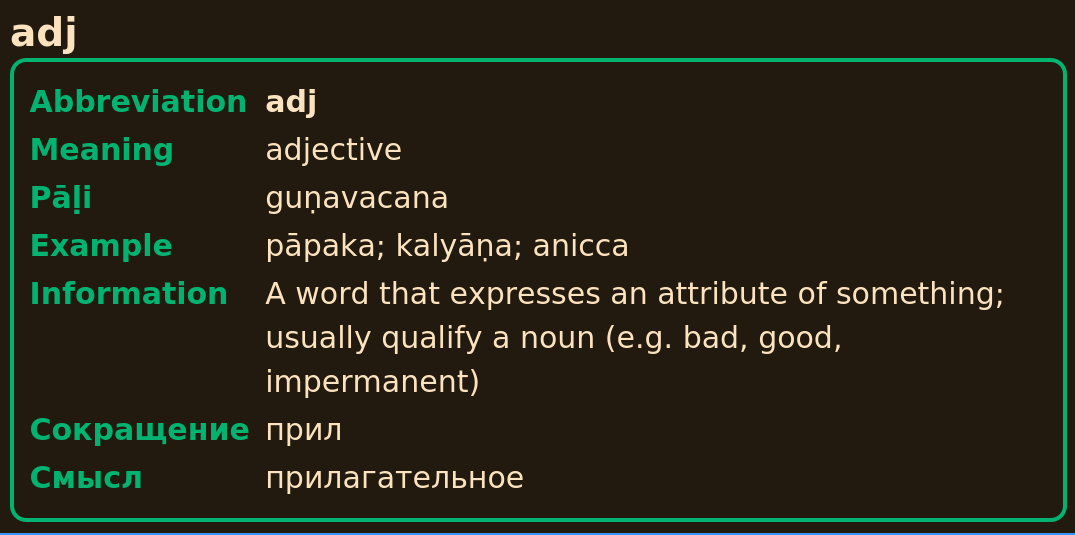 adj
Abbreviation adj
Meaning adjective
Pāḷi guṇavacana
Example pāpaka; kalyāṇa; anicca
Information A word that expresses an attribute of something;
usually qualify a noun (e.g. bad, good,
impermanent)
Сокращение прил
Смысл прилагательное